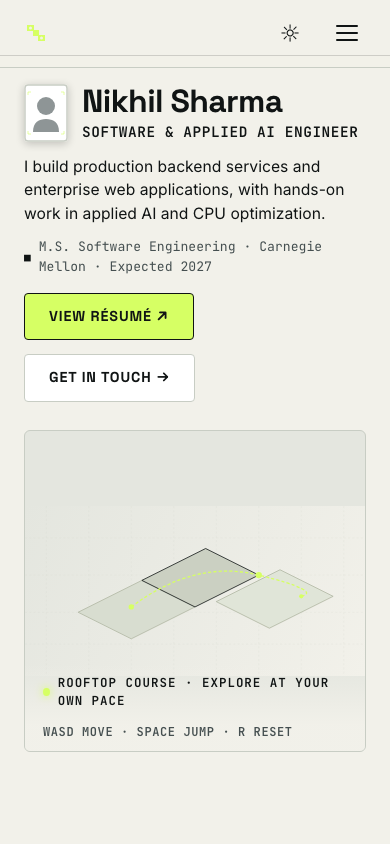 Nikhil Sharma
SOFTWARE & APPLIED AI ENGINEER
I build production backend services and
enterprise web applications, with hands-on
work in applied AI and CPU optimization.
M.S. Software Engineering · Carnegie
Mellon · Expected 2027
VIEW RÉSUMÉ ↗
GET IN TOUCH →
ROOFTOP COURSE · EXPLORE AT YOUR
OWN PACE
WASD MOVE · SPACE JUMP · R RESET